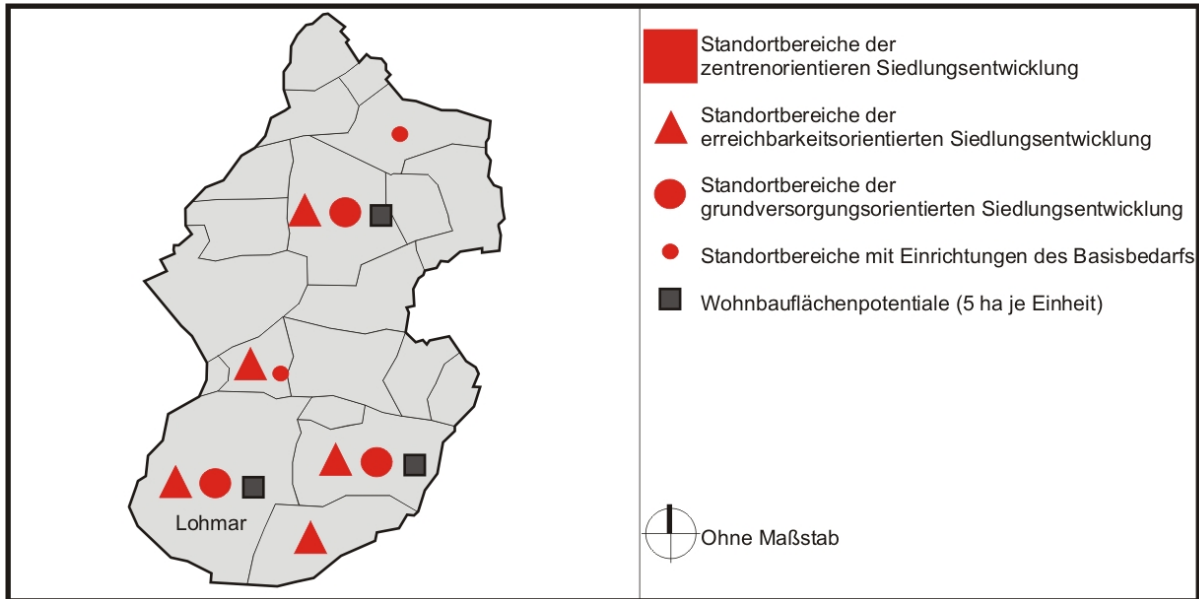 Lohmar
Standortbereiche der
zentrenorientieren Siedlungsentwicklung
Standortbereiche der
erreichbarkeitsorientierten Siedlungsentwicklung
Standortbereiche der
grundversorgungsorientierten Siedlungsentwicklung
Standortbereiche mit Einrichtungen des Basisbedarfs
Wohnbauflächenpotentiale (5 ha je Einheit)
Ohne Maßstab